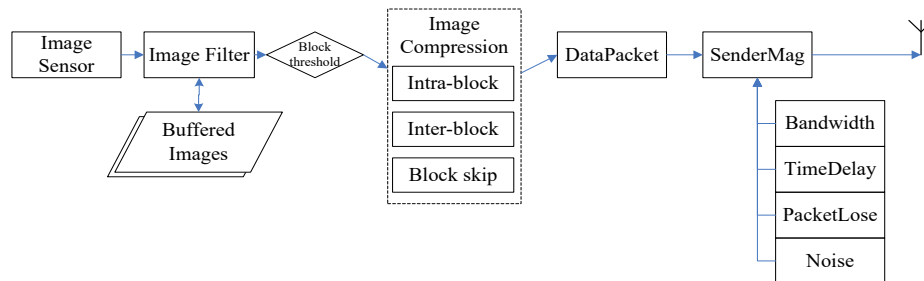 Image
Sensor
Image Filter
Buffered
Images
Block
threshold
Image
Compression
Intra-block
Inter-block
Block skip
DataPacket
SenderMag
Bandwidth
TimeDelay
PacketLose
Noise